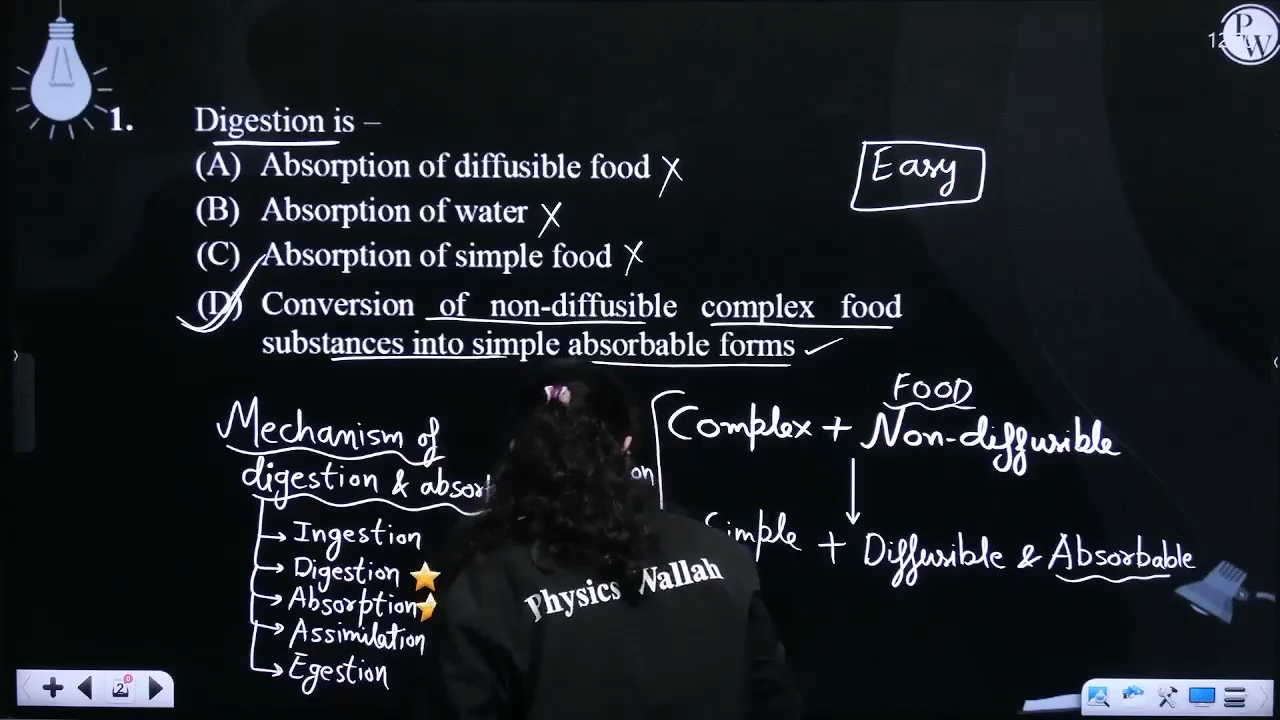 PW
1.
Digestion is –
(A) Absorption of diffusible food X
(B) Absorption of water X
(C) Absorption of simple food X
(D) Conversion of non-diffusible complex food
substances into simple absorbable forms ✓
Easy
Mechanism of
digestion & absor
on
Ingestion
Digestion ⭐
Absorption ⭐
Assimilation
Egestion
FOOD
Complex + Non-diffusible
↓
Simple + Diffusible & Absorbable
Physics Wallah
2